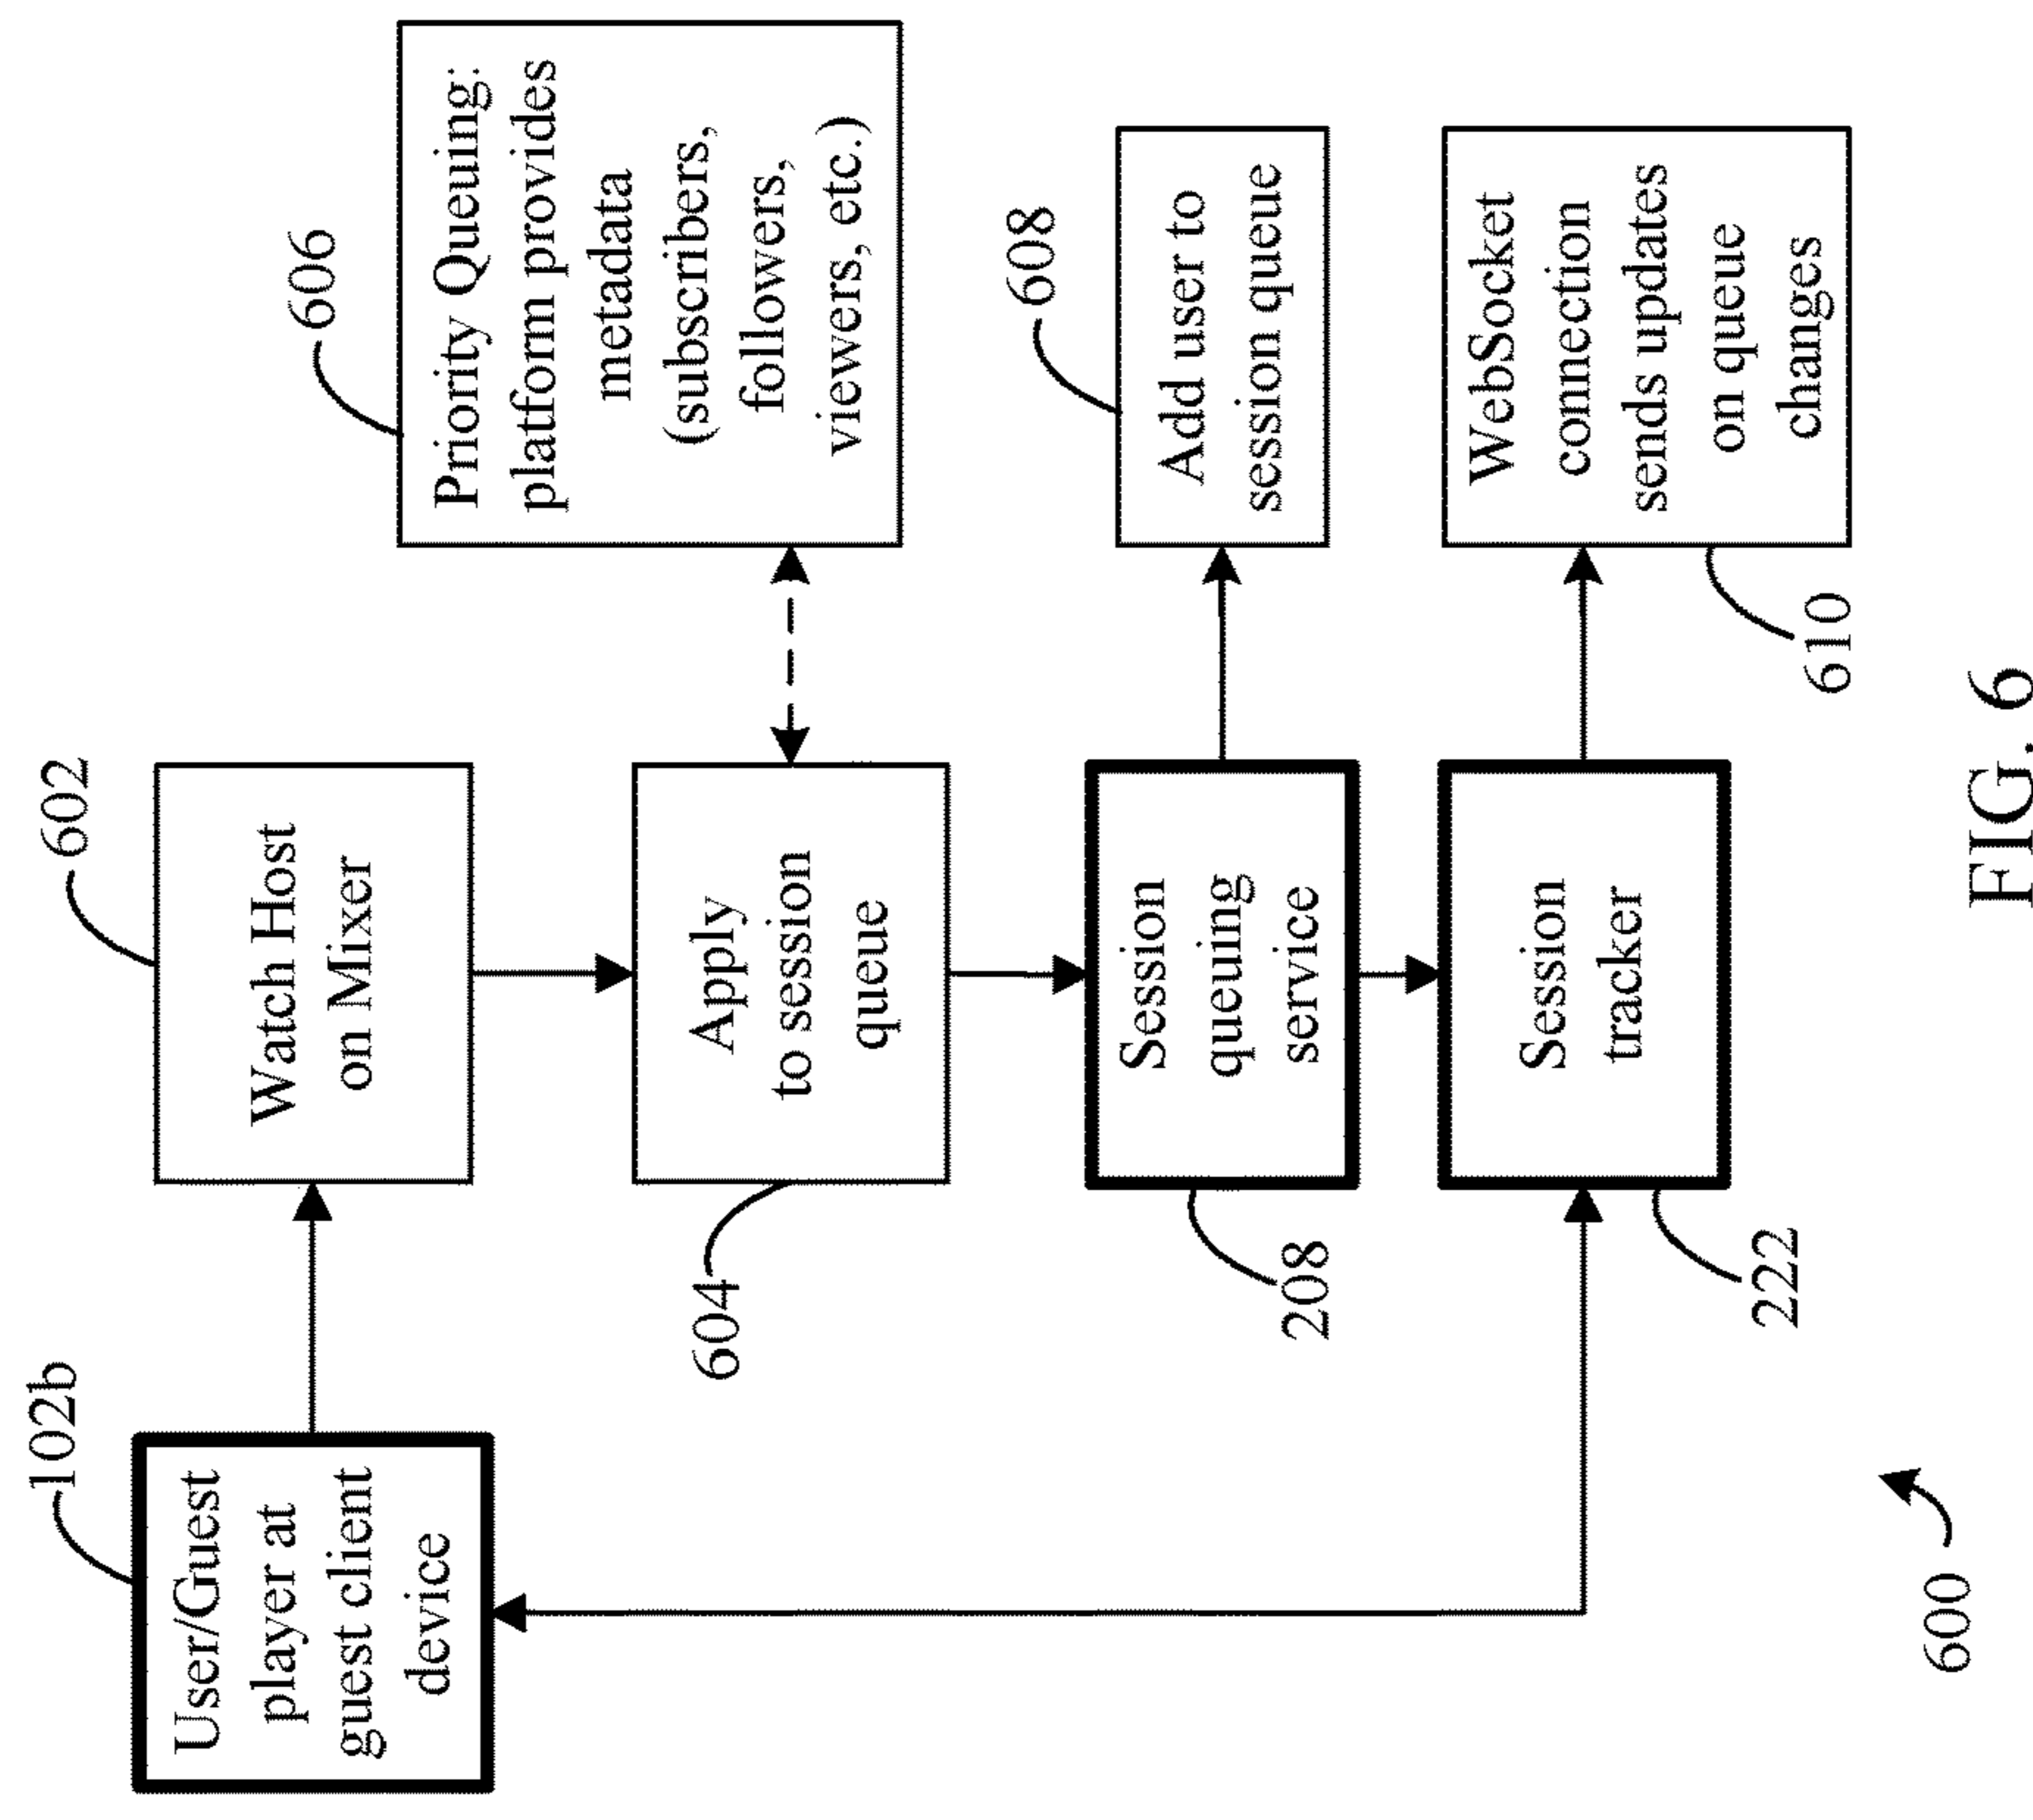 102b
User/Guest
player at
guest client
device
602
Watch Host
on Mixer
604
Apply
to session
queue
606
Priority Queuing:
platform provides
metadata
(subscribers,
followers,
viewers, etc.)
208
Session
queuing
service
608
Add user to
session queue
222
Session
tracker
WebSocket
connection
sends updates
on queue
changes
610
600
FIG. 6